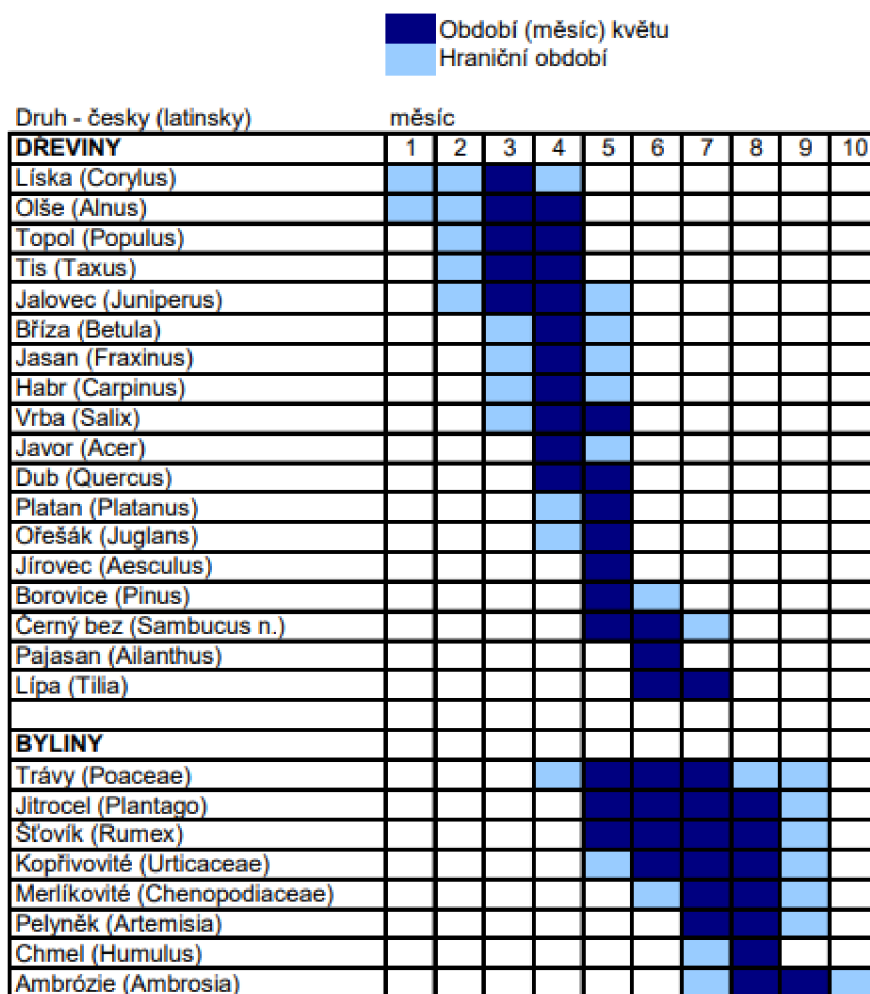 Období (měsíc) květu
Hraniční období
Druh - česky (latinsky) měsíc
DŘEVINY 1 2 3 4 5 6 7 8 9 10
Líska (Corylus)
Olše (Alnus)
Topol (Populus)
Tis (Taxus)
Jalovec (Juniperus)
Bříza (Betula)
Jasan (Fraxinus)
Habr (Carpinus)
Vrba (Salix)
Javor (Acer)
Dub (Quercus)
Platan (Platanus)
Ořešák (Juglans)
Jírovec (Aesculus)
Borovice (Pinus)
Černý bez (Sambucus n.)
Pajasan (Ailanthus)
Lípa (Tilia)
BYLINY
Trávy (Poaceae)
Jitrocel (Plantago)
Šťovík (Rumex)
Kopřivovité (Urticaceae)
Merlíkovité (Chenopodiaceae)
Pelyněk (Artemisia)
Chmel (Humulus)
Ambrózie (Ambrosia)